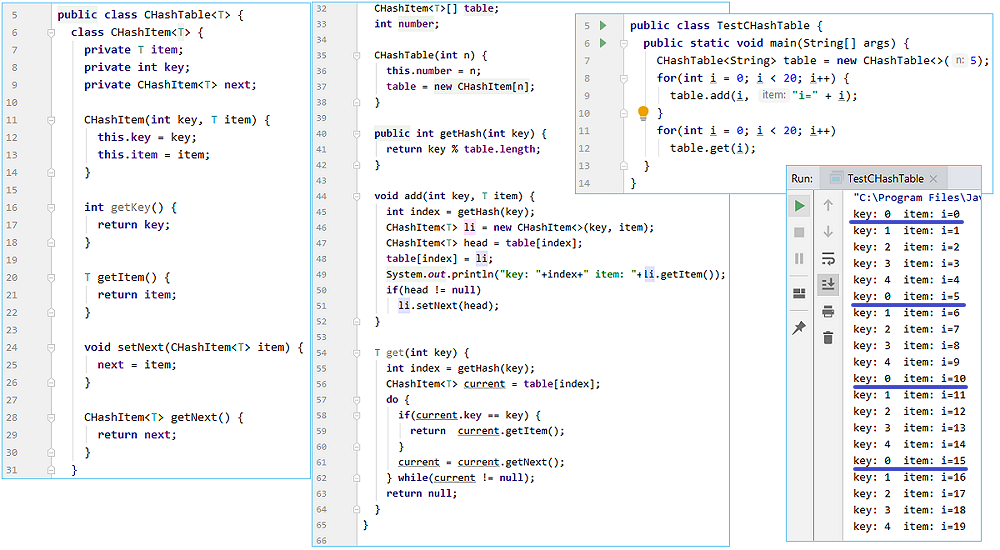 5 public class CHashTable<T> {
6 class CHashItem<T> {
7 private T item;
8 private int key;
9 private CHashItem<T> next;
10
11 CHashItem(int key, T item) {
12 this.key = key;
13 this.item = item;
14 }
15
16 int getKey() {
17 return key;
18 }
19
20 T getItem() {
21 return item;
22 }
23
24 void setNext(CHashItem<T> item) {
25 next = item;
26 }
27
28 CHashItem<T> getNext() {
29 return next;
30 }
31 }
32 CHashItem<T>[] table;
33 int number;
34
35 CHashTable(int n) {
36 this.number = n;
37 table = new CHashItem[n];
38 }
39
40 public int getHash(int key) {
41 return key % table.length;
42 }
43
44 void add(int key, T item) {
45 int index = getHash(key);
46 CHashItem<T> li = new CHashItem<>(key, item);
47 CHashItem<T> head = table[index];
48 table[index] = li;
49 System.out.println("key: "+index+" item: "+li.getItem());
50 if(head != null)
51 li.setNext(head);
52 }
53
54 T get(int key) {
55 int index = getHash(key);
56 CHashItem<T> current = table[index];
57 do {
58 if(current.key == key) {
59 return current.getItem();
60 }
61 current = current.getNext();
62 } while(current != null);
63 return null;
64 }
65 }
66
5 public class TestCHashTable {
6 public static void main(String[] args) {
7 CHashTable<String> table = new CHashTable<>( n: 5);
8 for(int i = 0; i < 20; i++) {
9 table.add(i, item: "i=" + i);
10 }
11 for(int i = 0; i < 20; i++)
12 table.get(i);
13 }
14 }
Run: TestCHashTable ×
"C:\Program Files\Jav
key: 0 item: i=0
key: 1 item: i=1
key: 2 item: i=2
key: 3 item: i=3
key: 4 item: i=4
key: 0 item: i=5
key: 1 item: i=6
key: 2 item: i=7
key: 3 item: i=8
key: 4 item: i=9
key: 0 item: i=10
key: 1 item: i=11
key: 2 item: i=12
key: 3 item: i=13
key: 4 item: i=14
key: 0 item: i=15
key: 1 item: i=16
key: 2 item: i=17
key: 3 item: i=18
key: 4 item: i=19